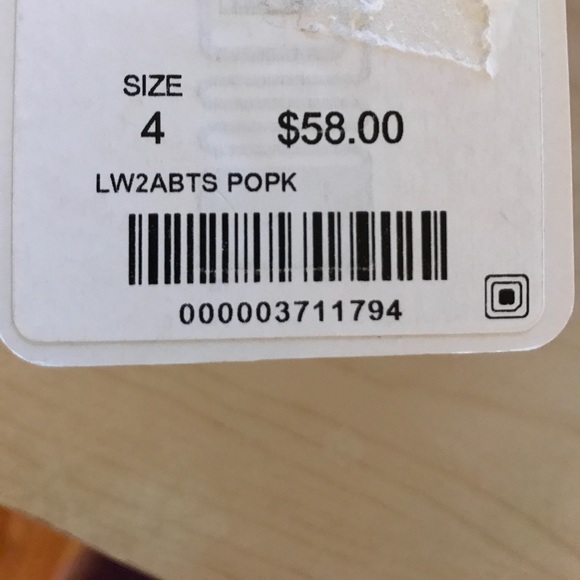 SIZE
4 $58.00
LW2ABTS POPK
000003711794